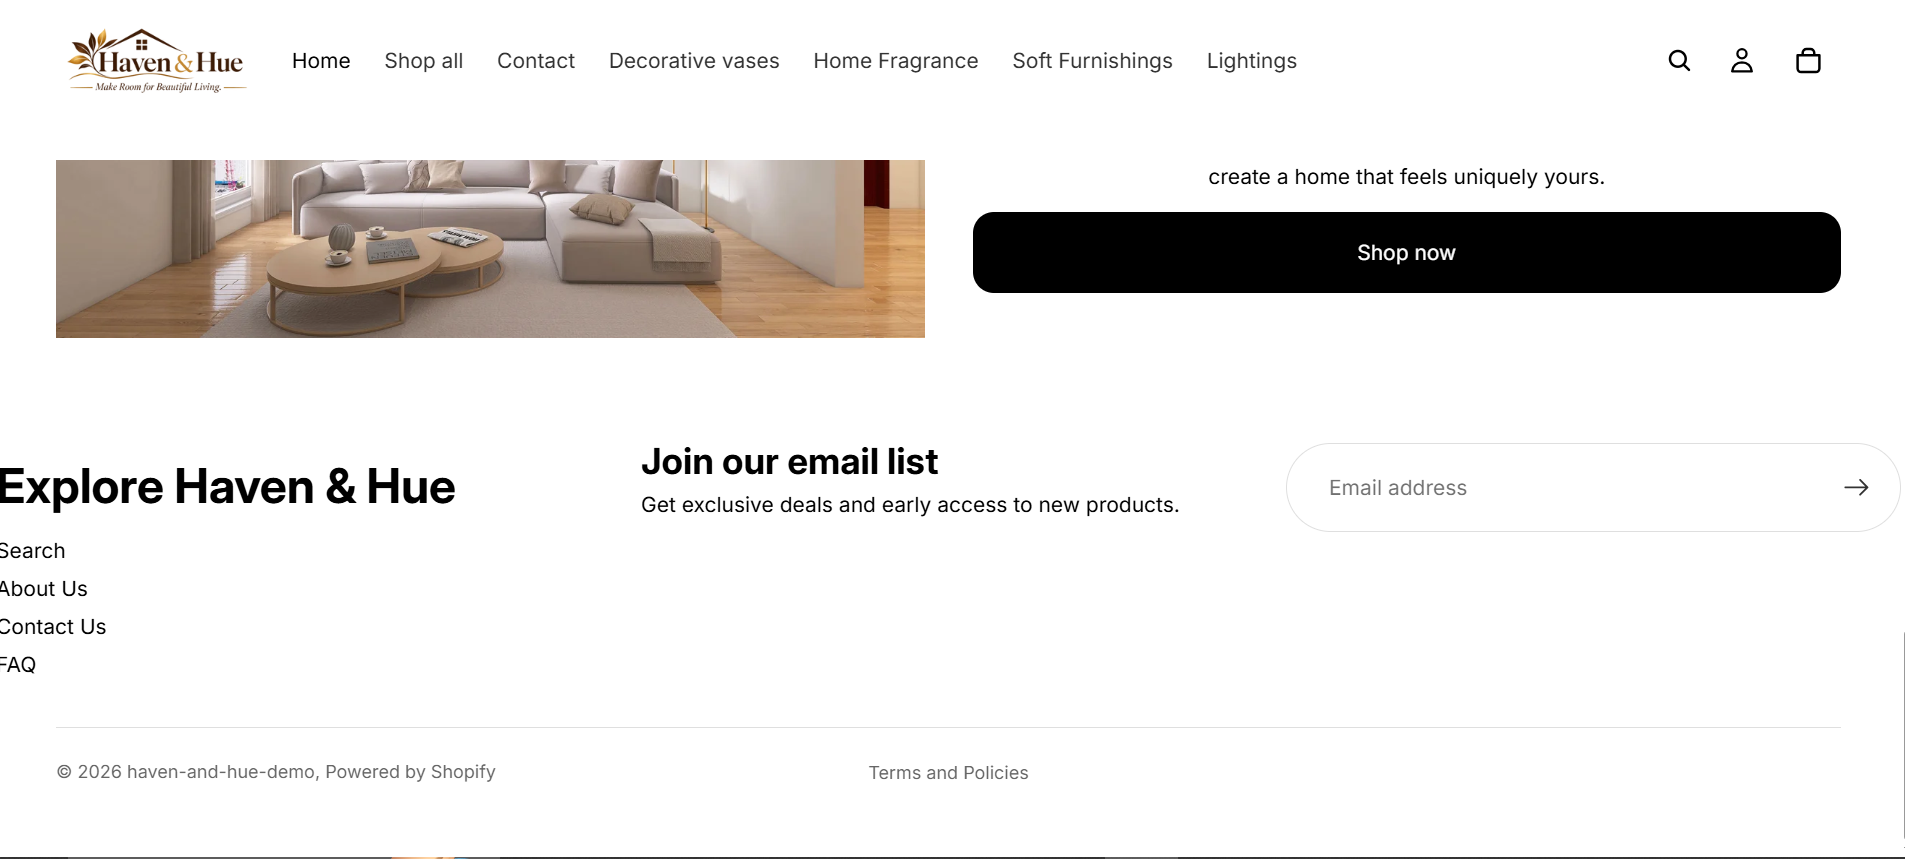 Haven & Hue
Make Room for Beautiful Living.
Home Shop all Contact Decorative vases Home Fragrance Soft Furnishings Lightings
create a home that feels uniquely yours.
Shop now
Explore Haven & Hue
Search
About Us
Contact Us
FAQ
Join our email list
Get exclusive deals and early access to new products.
Email address
© 2026 haven-and-hue-demo, Powered by Shopify
Terms and Policies